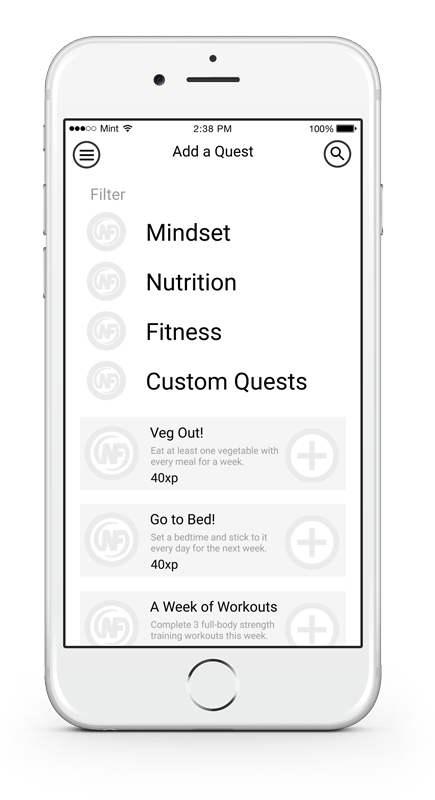 Mint 2:38 PM 100%
Add a Quest
Filter
NF Mindset
NF Nutrition
NF Fitness
NF Custom Quests
Veg Out!
NF Eat at least one vegetable with
every meal for a week.
40xp
Go to Bed!
NF Set a bedtime and stick to it
every day for the next week.
40xp
A Week of Workouts
NF Complete 3 full-body strength
training workouts this week.